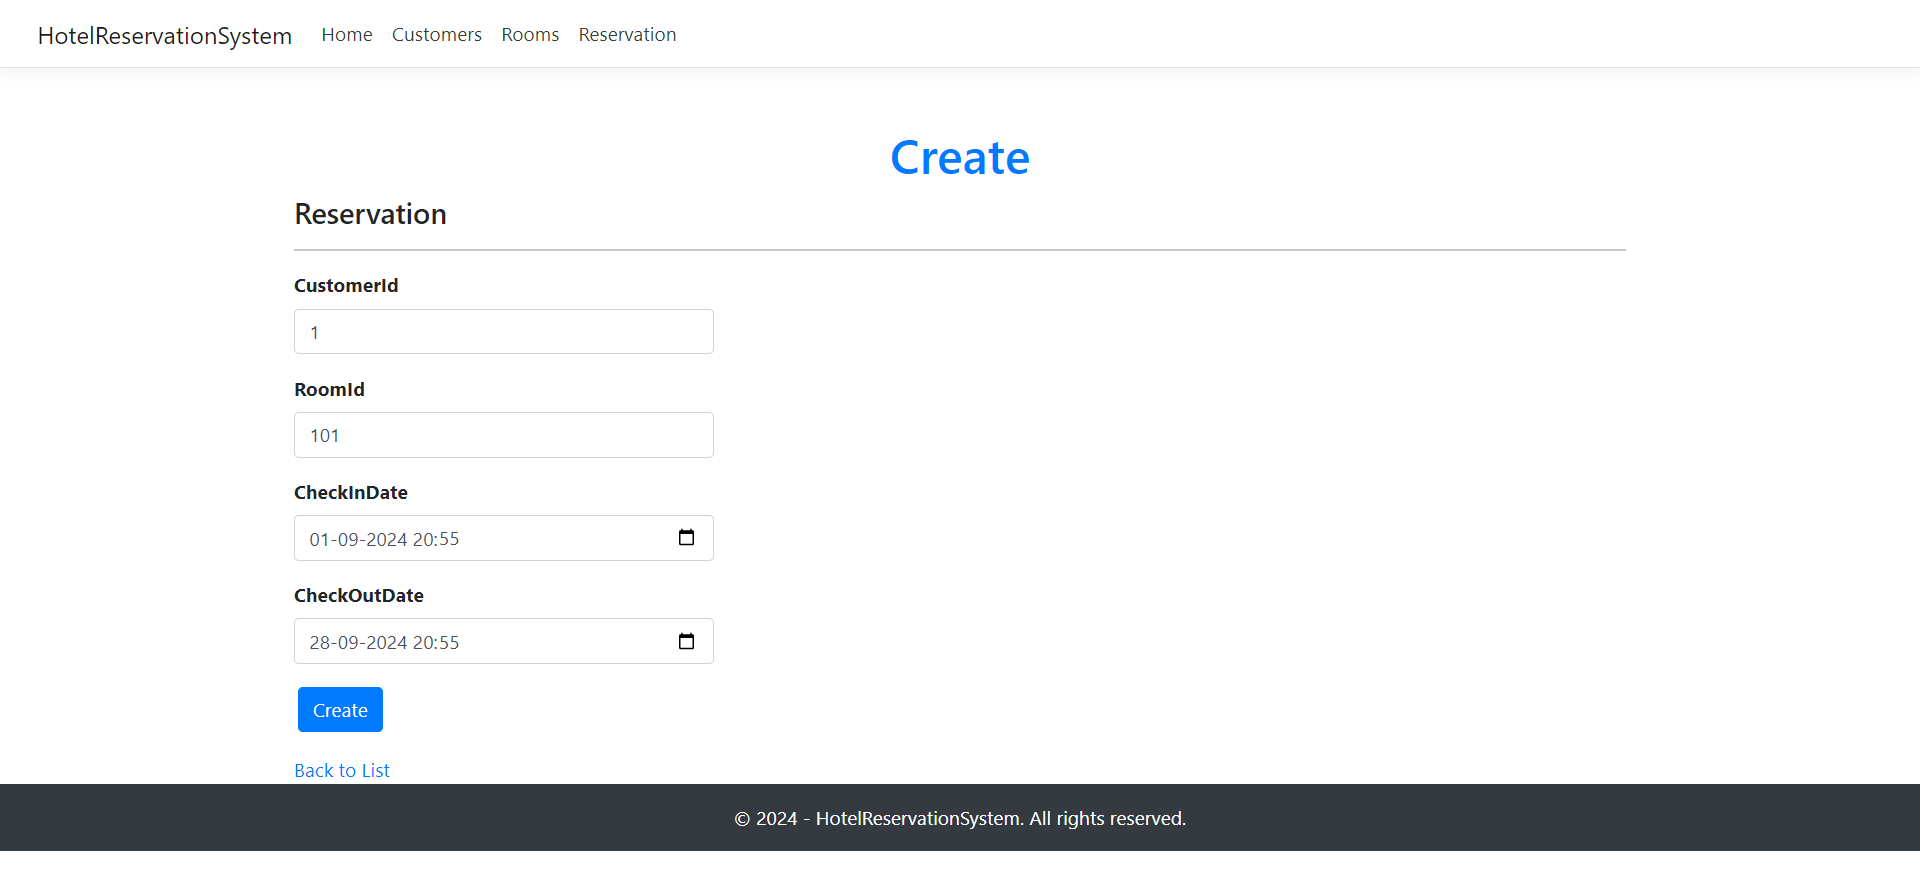 HotelReservationSystem Home Customers Rooms Reservation
Create
Reservation
CustomerId
1
RoomId
101
CheckInDate
01-09-2024 20:55
CheckOutDate
28-09-2024 20:55
Create
Back to List
© 2024 - HotelReservationSystem. All rights reserved.